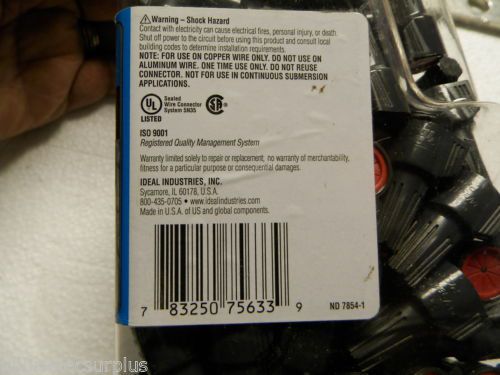 ⚠Warning – Shock Hazard
Contact with electricity can cause electrical fires, personal injury, or death.
Shut off power to the circuit before using this product and consult local
building codes to determine installation requirements.
NOTE: FOR USE ON COPPER WIRE ONLY. DO NOT USE ON
ALUMINUM WIRE. ONE TIME USE ONLY. DO NOT REUSE
CONNECTOR. NOT FOR USE IN CONTINUOUS SUBMERSION
APPLICATIONS.
UL
LISTED
Sealed
Wire Connector
System 5N35
SA
ISO 9001
Registered Quality Management System
Warranty limited solely to repair or replacement; no warranty of merchantability,
fitness for a particular purpose or consequential damages.
IDEAL INDUSTRIES, INC.
Sycamore, IL 60178, U.S.A.
800-435-0705 • www.idealindustries.com
Made in U.S.A. of US and global components.
7 83250 75633 9
ND 7854-1